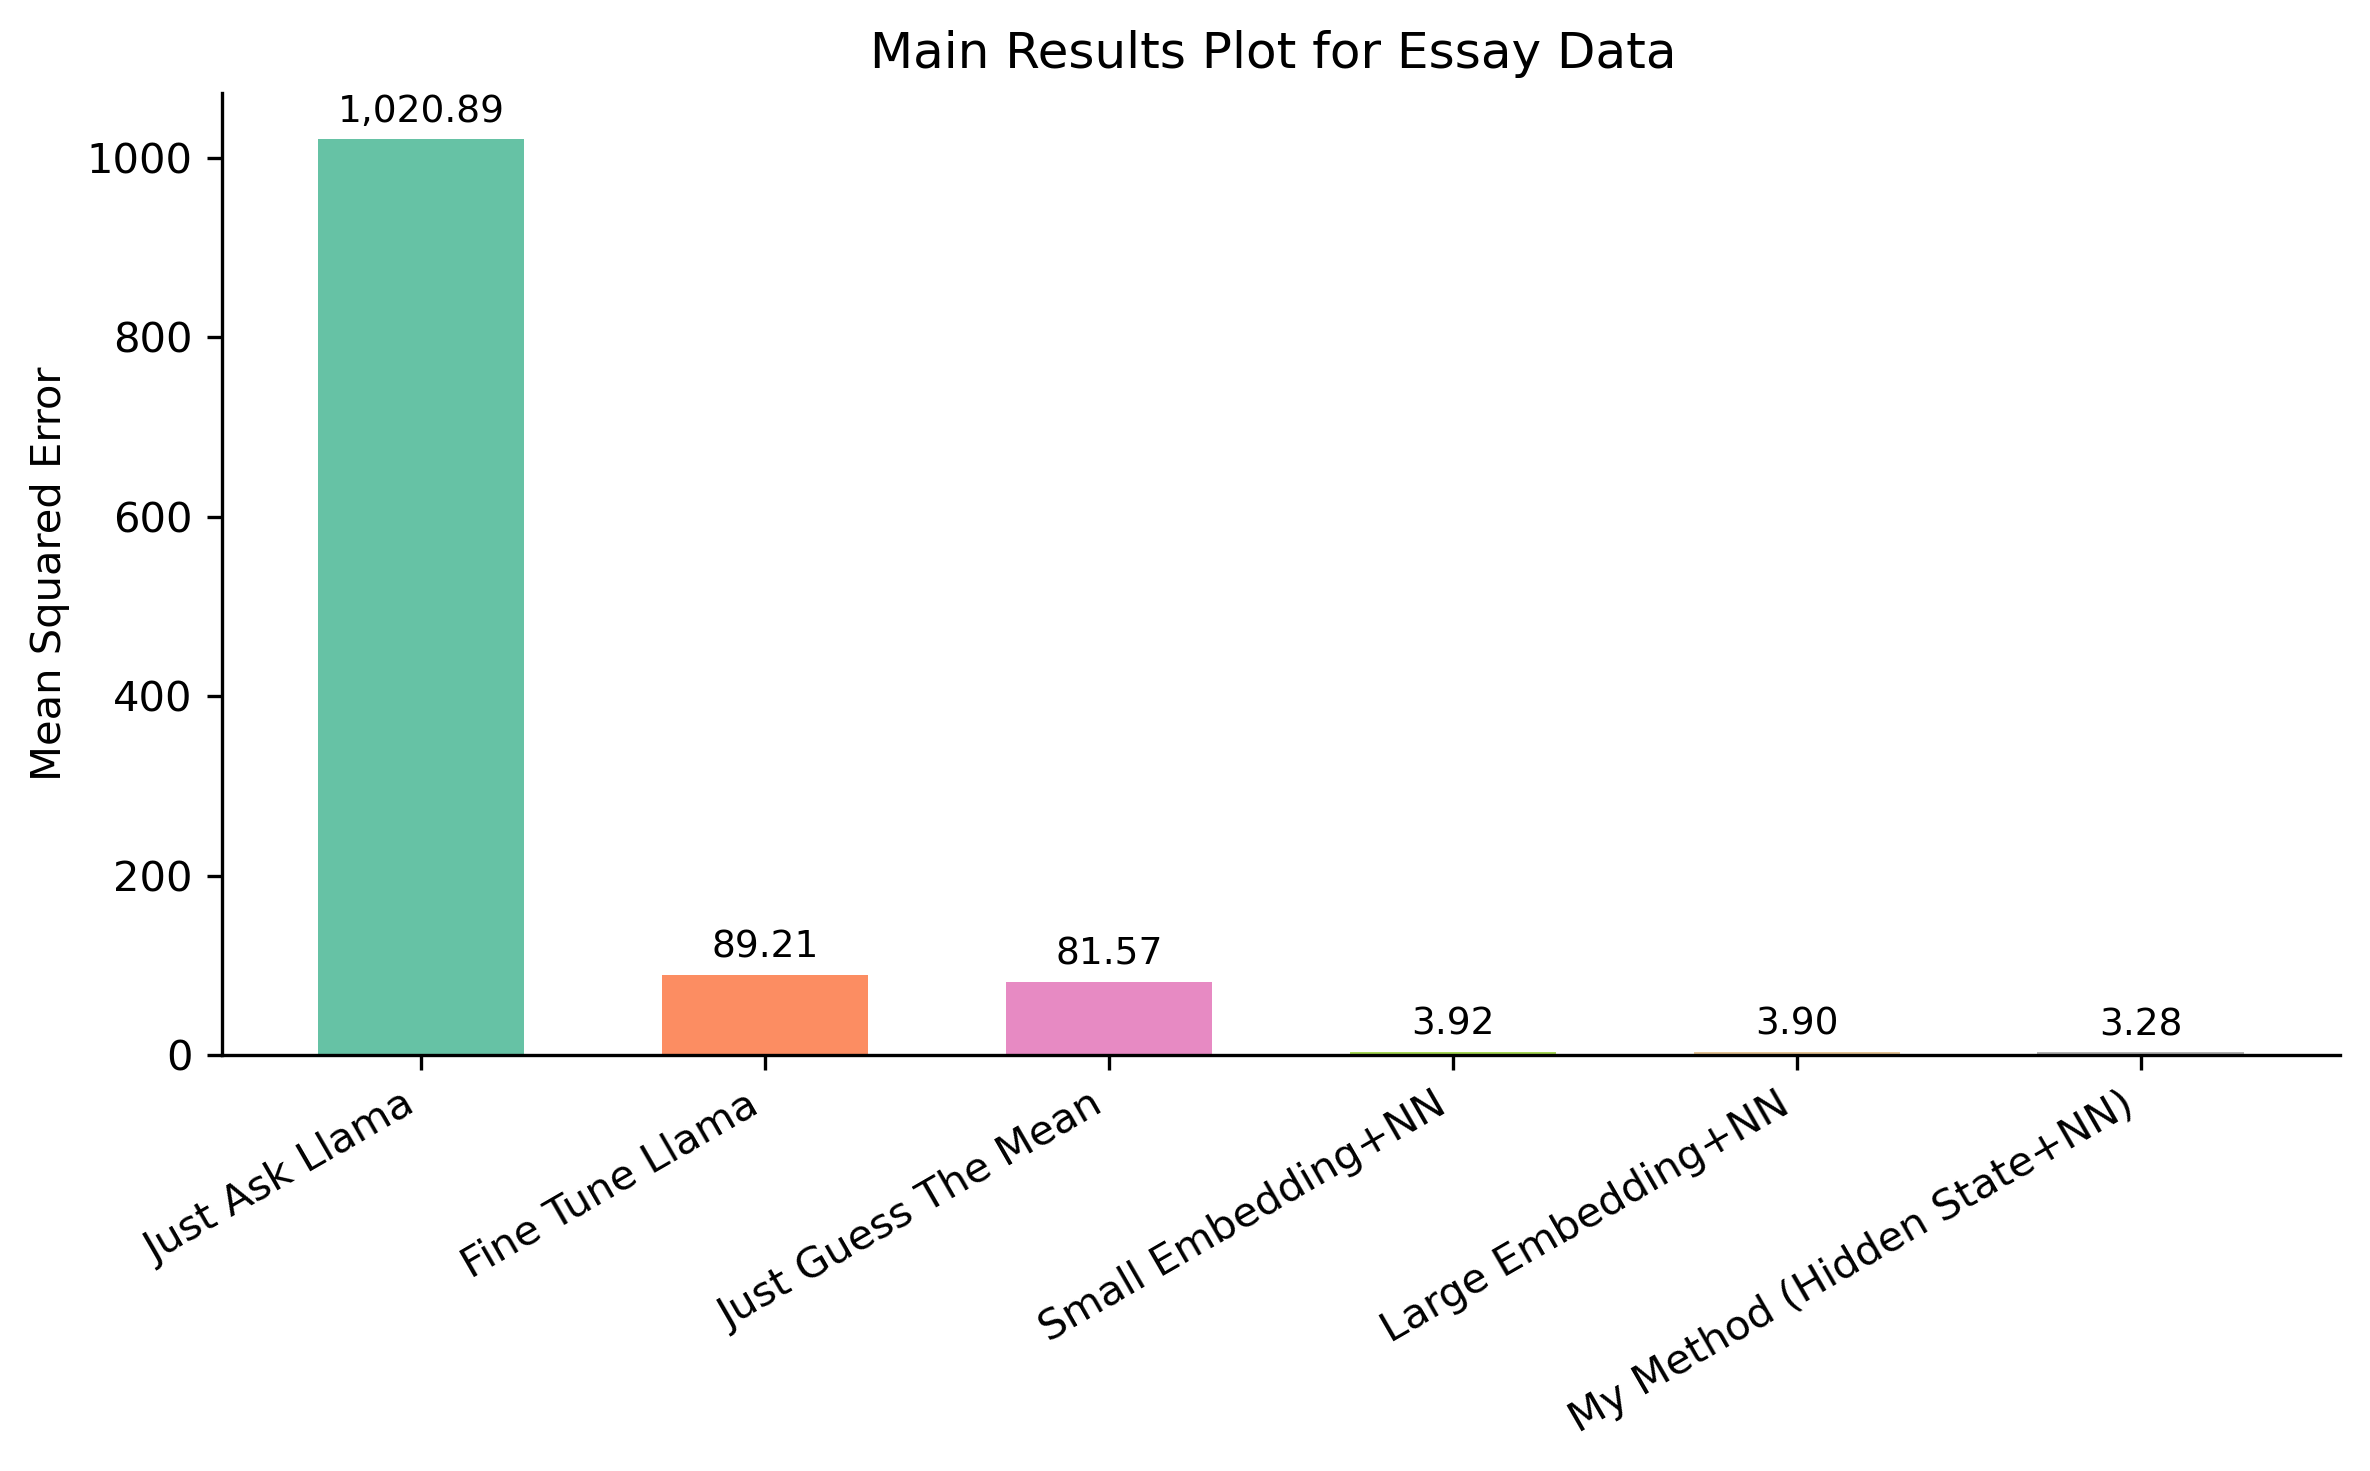 Main Results Plot for Essay Data
Mean Squared Error
1000
800
600
400
200
0
1,020.89
89.21
81.57
3.92
3.90
3.28
Just Ask Llama
Fine Tune Llama
Just Guess The Mean
Small Embedding+NN
Large Embedding+NN
My Method (Hidden State+NN)